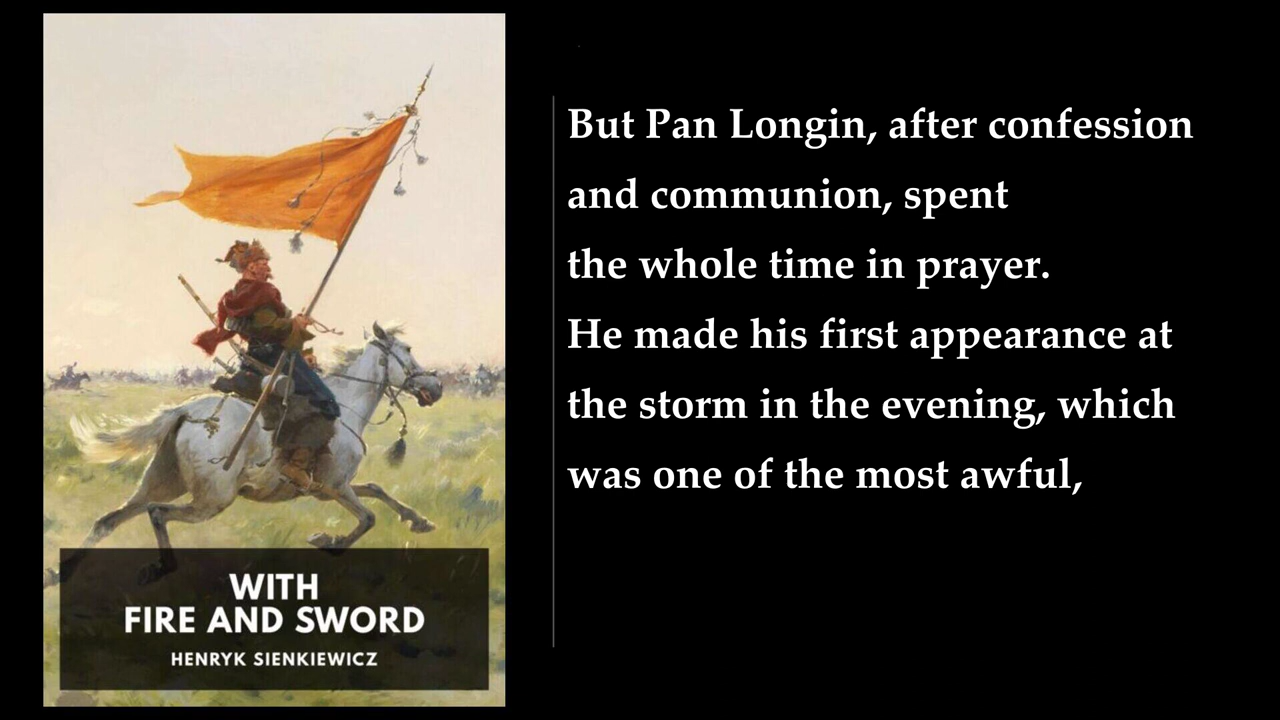 WITH
FIRE AND SWORD
HENRYK SIENKIEWICZ
But Pan Longin, after confession
and communion, spent
the whole time in prayer.
He made his first appearance at
the storm in the evening, which
was one of the most awful,